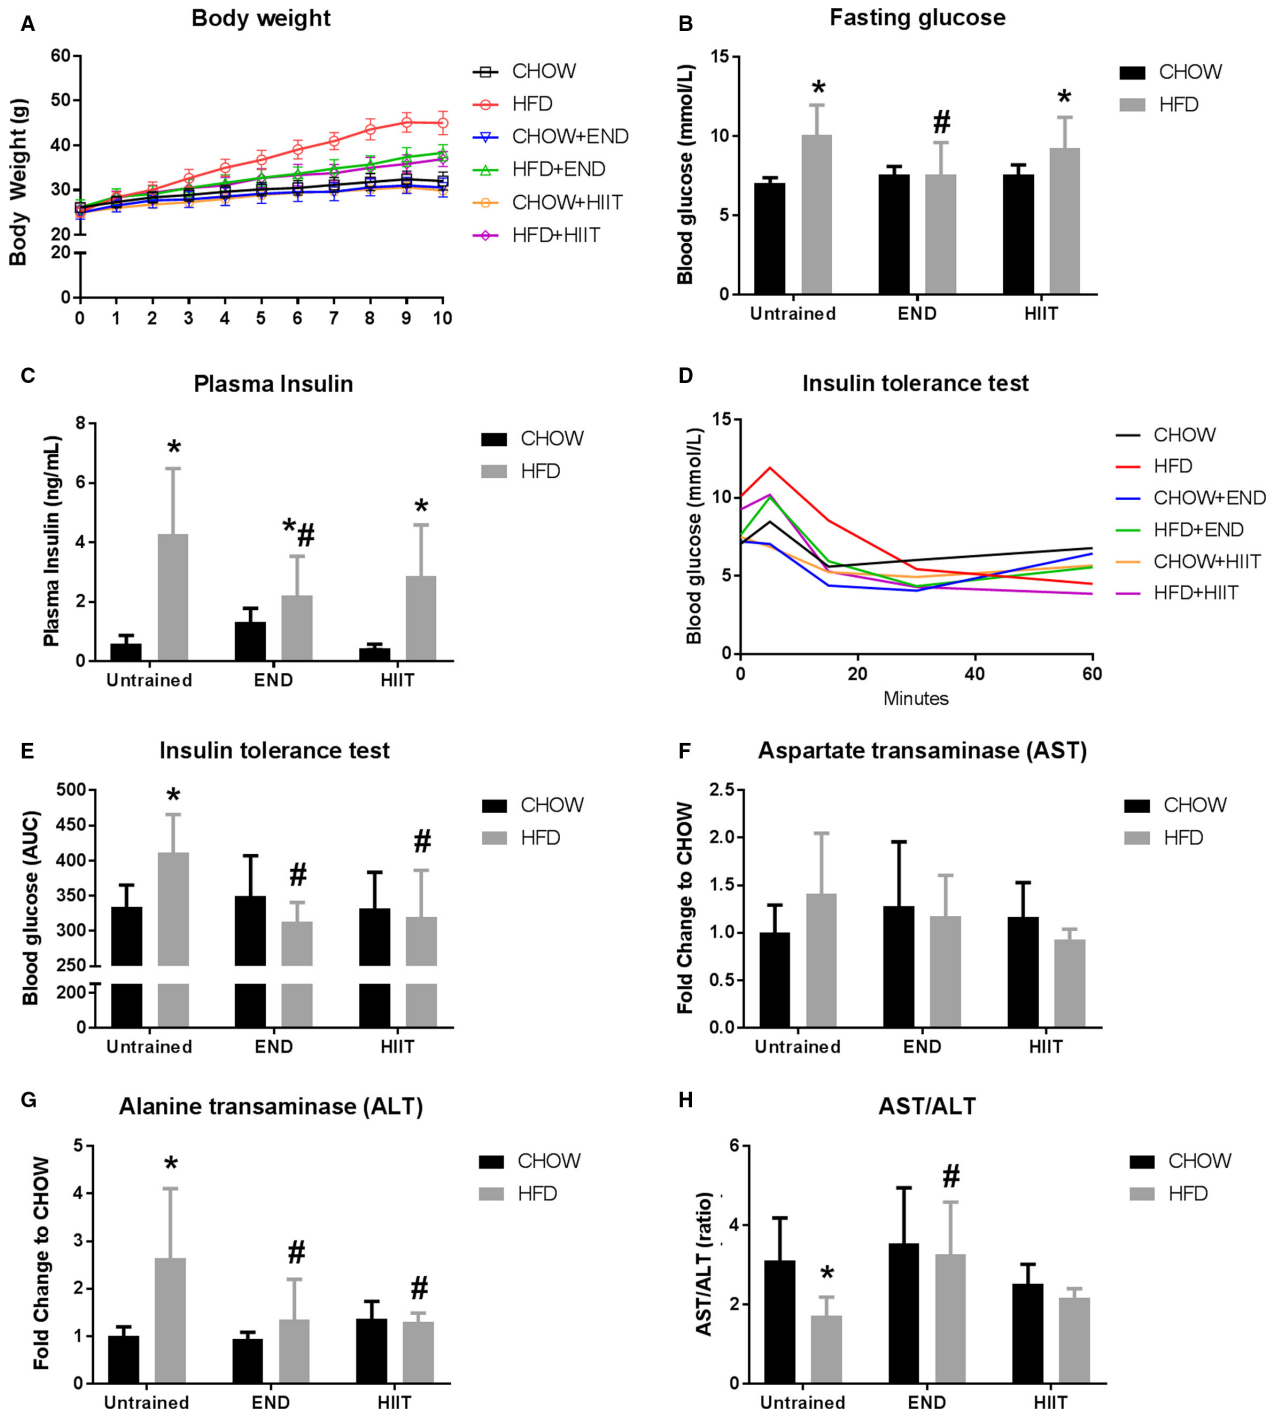 A
Body weight
Body Weight (g)
60
50
40
30
20
20
0
0 1 2 3 4 5 6 7 8 9 10
CHOW
HFD
CHOW+END
HFD+END
CHOW+HIIT
HFD+HIIT
B
Fasting glucose
Blood glucose (mmol/L)
15
10
5
0
* # *
Untrained END HIIT
CHOW
HFD
C
Plasma Insulin
Plasma Insulin (ng/mL)
8
6
4
2
0
* *# *
Untrained END HIIT
CHOW
HFD
D
Insulin tolerance test
Blood glucose (mmol/L)
15
10
5
0
0 20 40 60
Minutes
CHOW
HFD
CHOW+END
HFD+END
CHOW+HIIT
HFD+HIIT
E
Insulin tolerance test
Blood glucose (AUC)
500
450
400
350
300
250
200
0
* # #
Untrained END HIIT
CHOW
HFD
F
Aspartate transaminase (AST)
Fold Change to CHOW
2.5
2.0
1.5
1.0
0.5
0.0
Untrained END HIIT
CHOW
HFD
G
Alanine transaminase (ALT)
Fold Change to CHOW
5
4
3
2
1
0
* # #
Untrained END HIIT
CHOW
HFD
H
AST/ALT
AST/ALT (ratio)
6
4
2
0
* #
Untrained END HIIT
CHOW
HFD